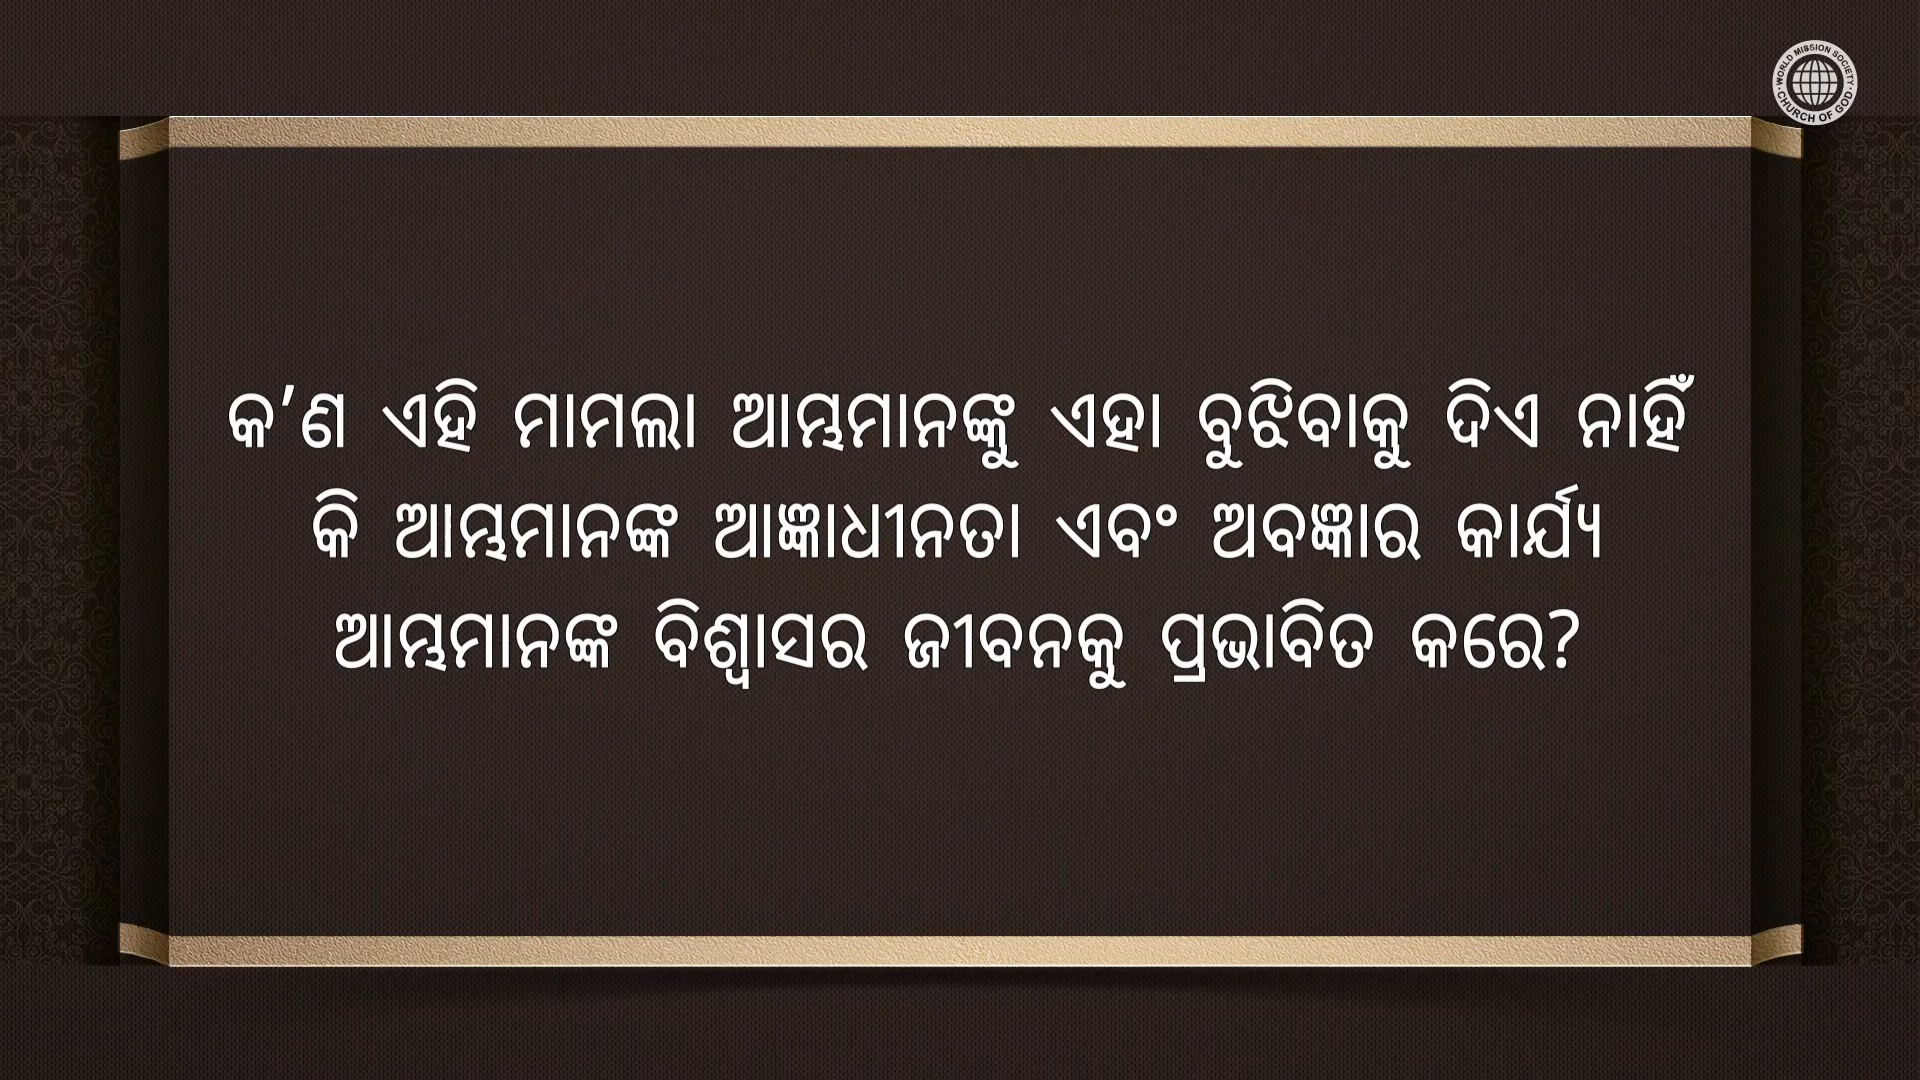 WORLD MISSION SOCIETY CHURCH OF GOD
କ’ଣ ଏହି ମାମଲା ଆମ୍ଭମାନଙ୍କୁ ଏହା ବୁଝିବାକୁ ଦିଏ ନାହିଁ
କି ଆମ୍ଭମାନଙ୍କ ଆଜ୍ଞାଧୀନତା ଏବଂ ଅବଜ୍ଞାର କାର୍ଯ୍ୟ
ଆମ୍ଭମାନଙ୍କ ବିଶ୍ୱାସର ଜୀବନକୁ ପ୍ରଭାବିତ କରେ?